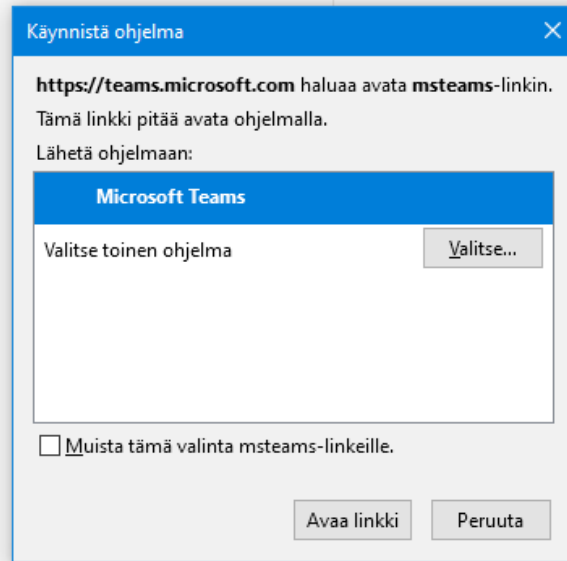 Käynnistä ohjelma
https://teams.microsoft.com haluaa avata msteams-linkin.
Tämä linkki pitää avata ohjelmalla.
Lähetä ohjelmaan:
Microsoft Teams
Valitse toinen ohjelma
Valitse...
Muista tämä valinta msteams-linkeille.
Avaa linkki
Peruuta